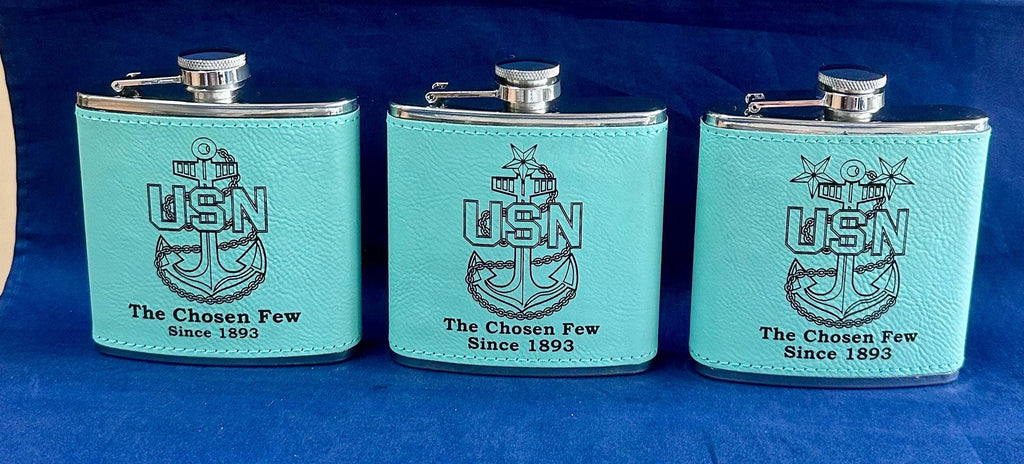 USN
The Chosen Few
Since 1893
USN
The Chosen Few
Since 1893
USN
The Chosen Few
Since 1893